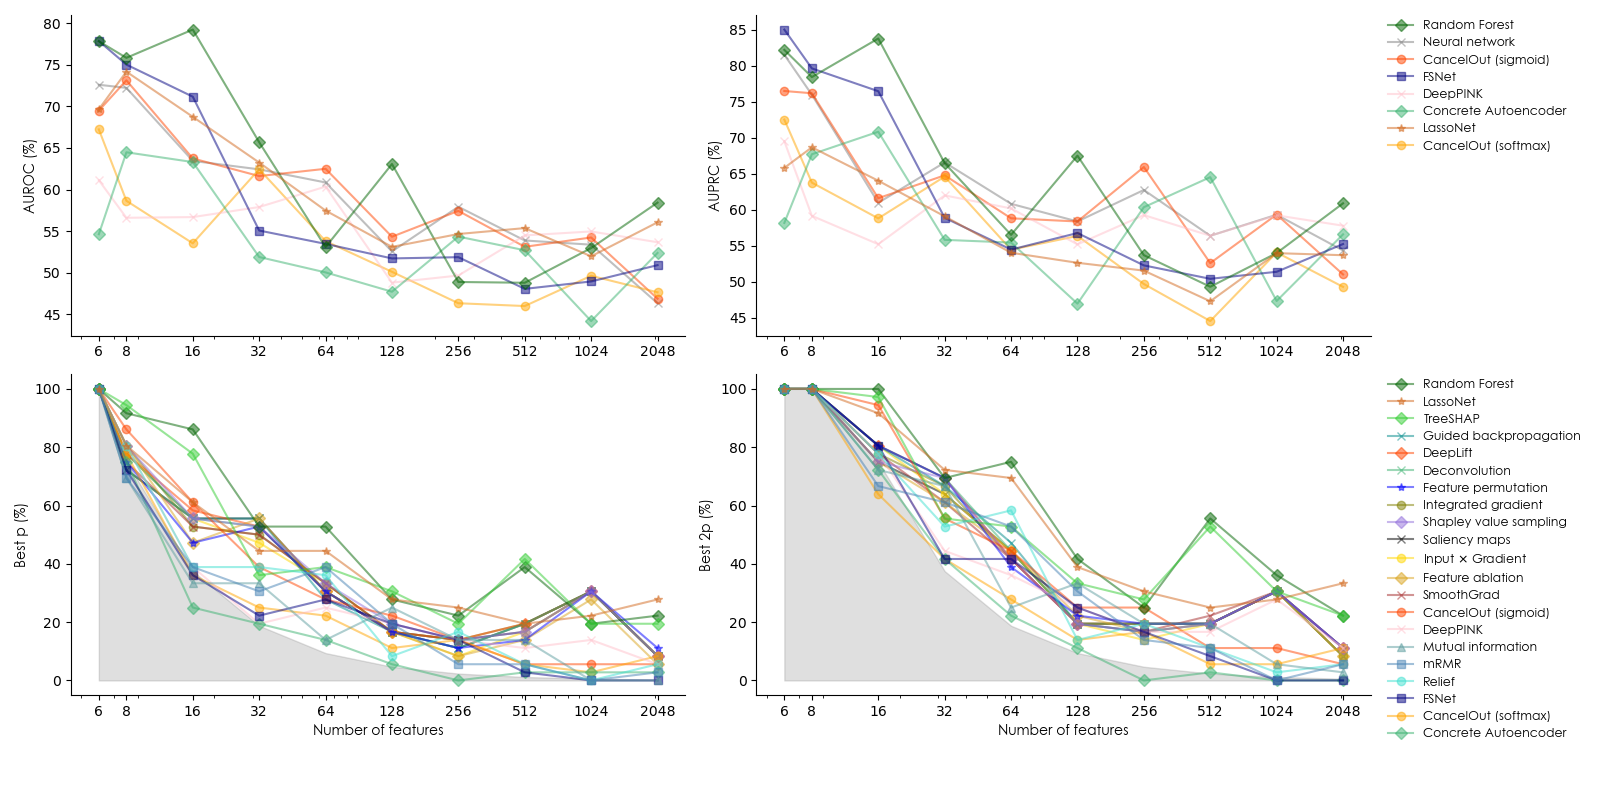 80
75
70
65
60
55
50
45
AUROC (%)
6 8 16 32 64 128 256 512 1024 2048
85
80
75
70
65
60
55
50
45
AUPRC (%)
6 8 16 32 64 128 256 512 1024 2048
Random Forest
Neural network
CancelOut (sigmoid)
FSNet
DeepPINK
Concrete Autoencoder
LassoNet
CancelOut (softmax)
100
80
60
40
20
0
Best p (%)
6 8 16 32 64 128 256 512 1024 2048
Number of features
100
80
60
40
20
0
Best 2p (%)
6 8 16 32 64 128 256 512 1024 2048
Number of features
Random Forest
LassoNet
TreeSHAP
Guided backpropagation
DeepLift
Deconvolution
Feature permutation
Integrated gradient
Shapley value sampling
Saliency maps
Input × Gradient
Feature ablation
SmoothGrad
CancelOut (sigmoid)
DeepPINK
Mutual information
mRMR
Relief
FSNet
CancelOut (softmax)
Concrete Autoencoder